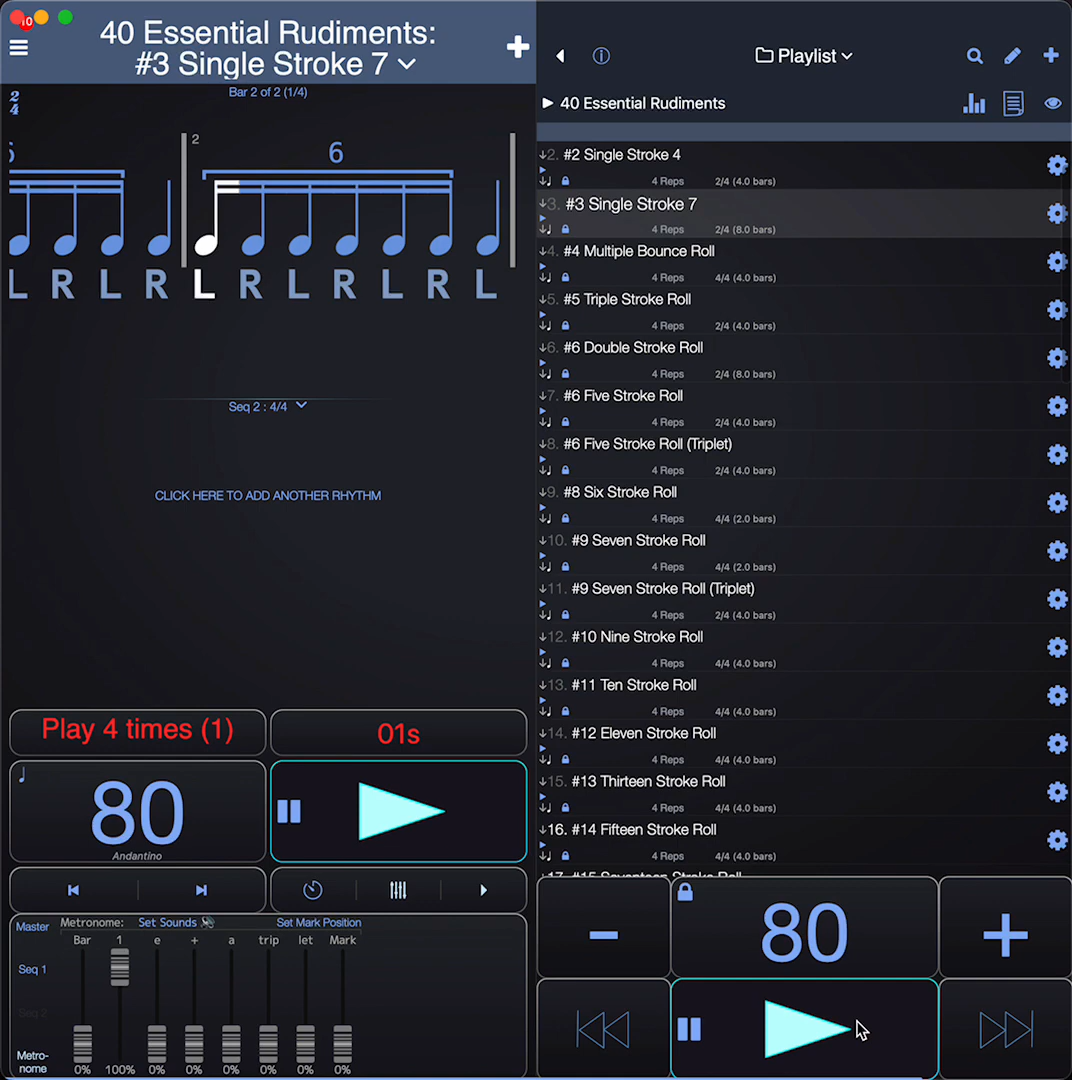 10
40 Essential Rudiments:
#3 Single Stroke 7
Bar 2 of 2 (1/4)
2
4
2
6
L R L R L R L R L R L
Seq 2 : 4/4
CLICK HERE TO ADD ANOTHER RHYTHM
Play 4 times (1)
01s
80
Andantino
Master
Metronome:
Set Sounds
Set Mark Position
Bar 1 e + a trip let Mark
Seq 1
Seq 2
Metro-
nome
0% 100% 0% 0% 0% 0% 0% 0%
Playlist
40 Essential Rudiments
2. #2 Single Stroke 4
4 Reps 2/4 (4.0 bars)
3. #3 Single Stroke 7
4 Reps 2/4 (8.0 bars)
4. #4 Multiple Bounce Roll
4 Reps 4/4 (4.0 bars)
5. #5 Triple Stroke Roll
4 Reps 2/4 (4.0 bars)
6. #6 Double Stroke Roll
4 Reps 2/4 (8.0 bars)
7. #6 Five Stroke Roll
4 Reps 2/4 (4.0 bars)
8. #6 Five Stroke Roll (Triplet)
4 Reps 2/4 (4.0 bars)
9. #8 Six Stroke Roll
4 Reps 4/4 (2.0 bars)
10. #9 Seven Stroke Roll
4 Reps 4/4 (2.0 bars)
11. #9 Seven Stroke Roll (Triplet)
4 Reps 2/4 (4.0 bars)
12. #10 Nine Stroke Roll
4 Reps 4/4 (4.0 bars)
13. #11 Ten Stroke Roll
4 Reps 4/4 (4.0 bars)
14. #12 Eleven Stroke Roll
4 Reps 4/4 (4.0 bars)
15. #13 Thirteen Stroke Roll
4 Reps 4/4 (4.0 bars)
16. #14 Fifteen Stroke Roll
4 Reps 4/4 (4.0 bars)
17. #15 Seventeen Stroke Roll
80